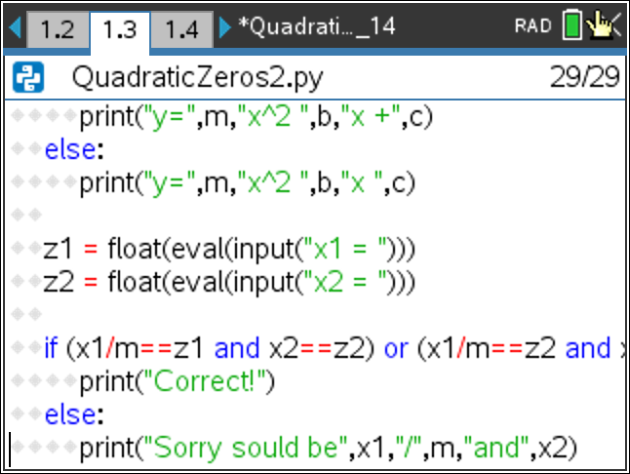 1.2 1.3 1.4 *Quadrati…_14 RAD
QuadraticZeros2.py 29/29
print("y=",m,"x^2 ",b,"x +",c)
else:
print("y=",m,"x^2 ",b,"x ",c)
z1 = float(eval(input("x1 = ")))
z2 = float(eval(input("x2 = ")))
if (x1/m==z1 and x2==z2) or (x1/m==z2 and
print("Correct!")
else:
print("Sorry sould be",x1,"/",m,"and",x2)